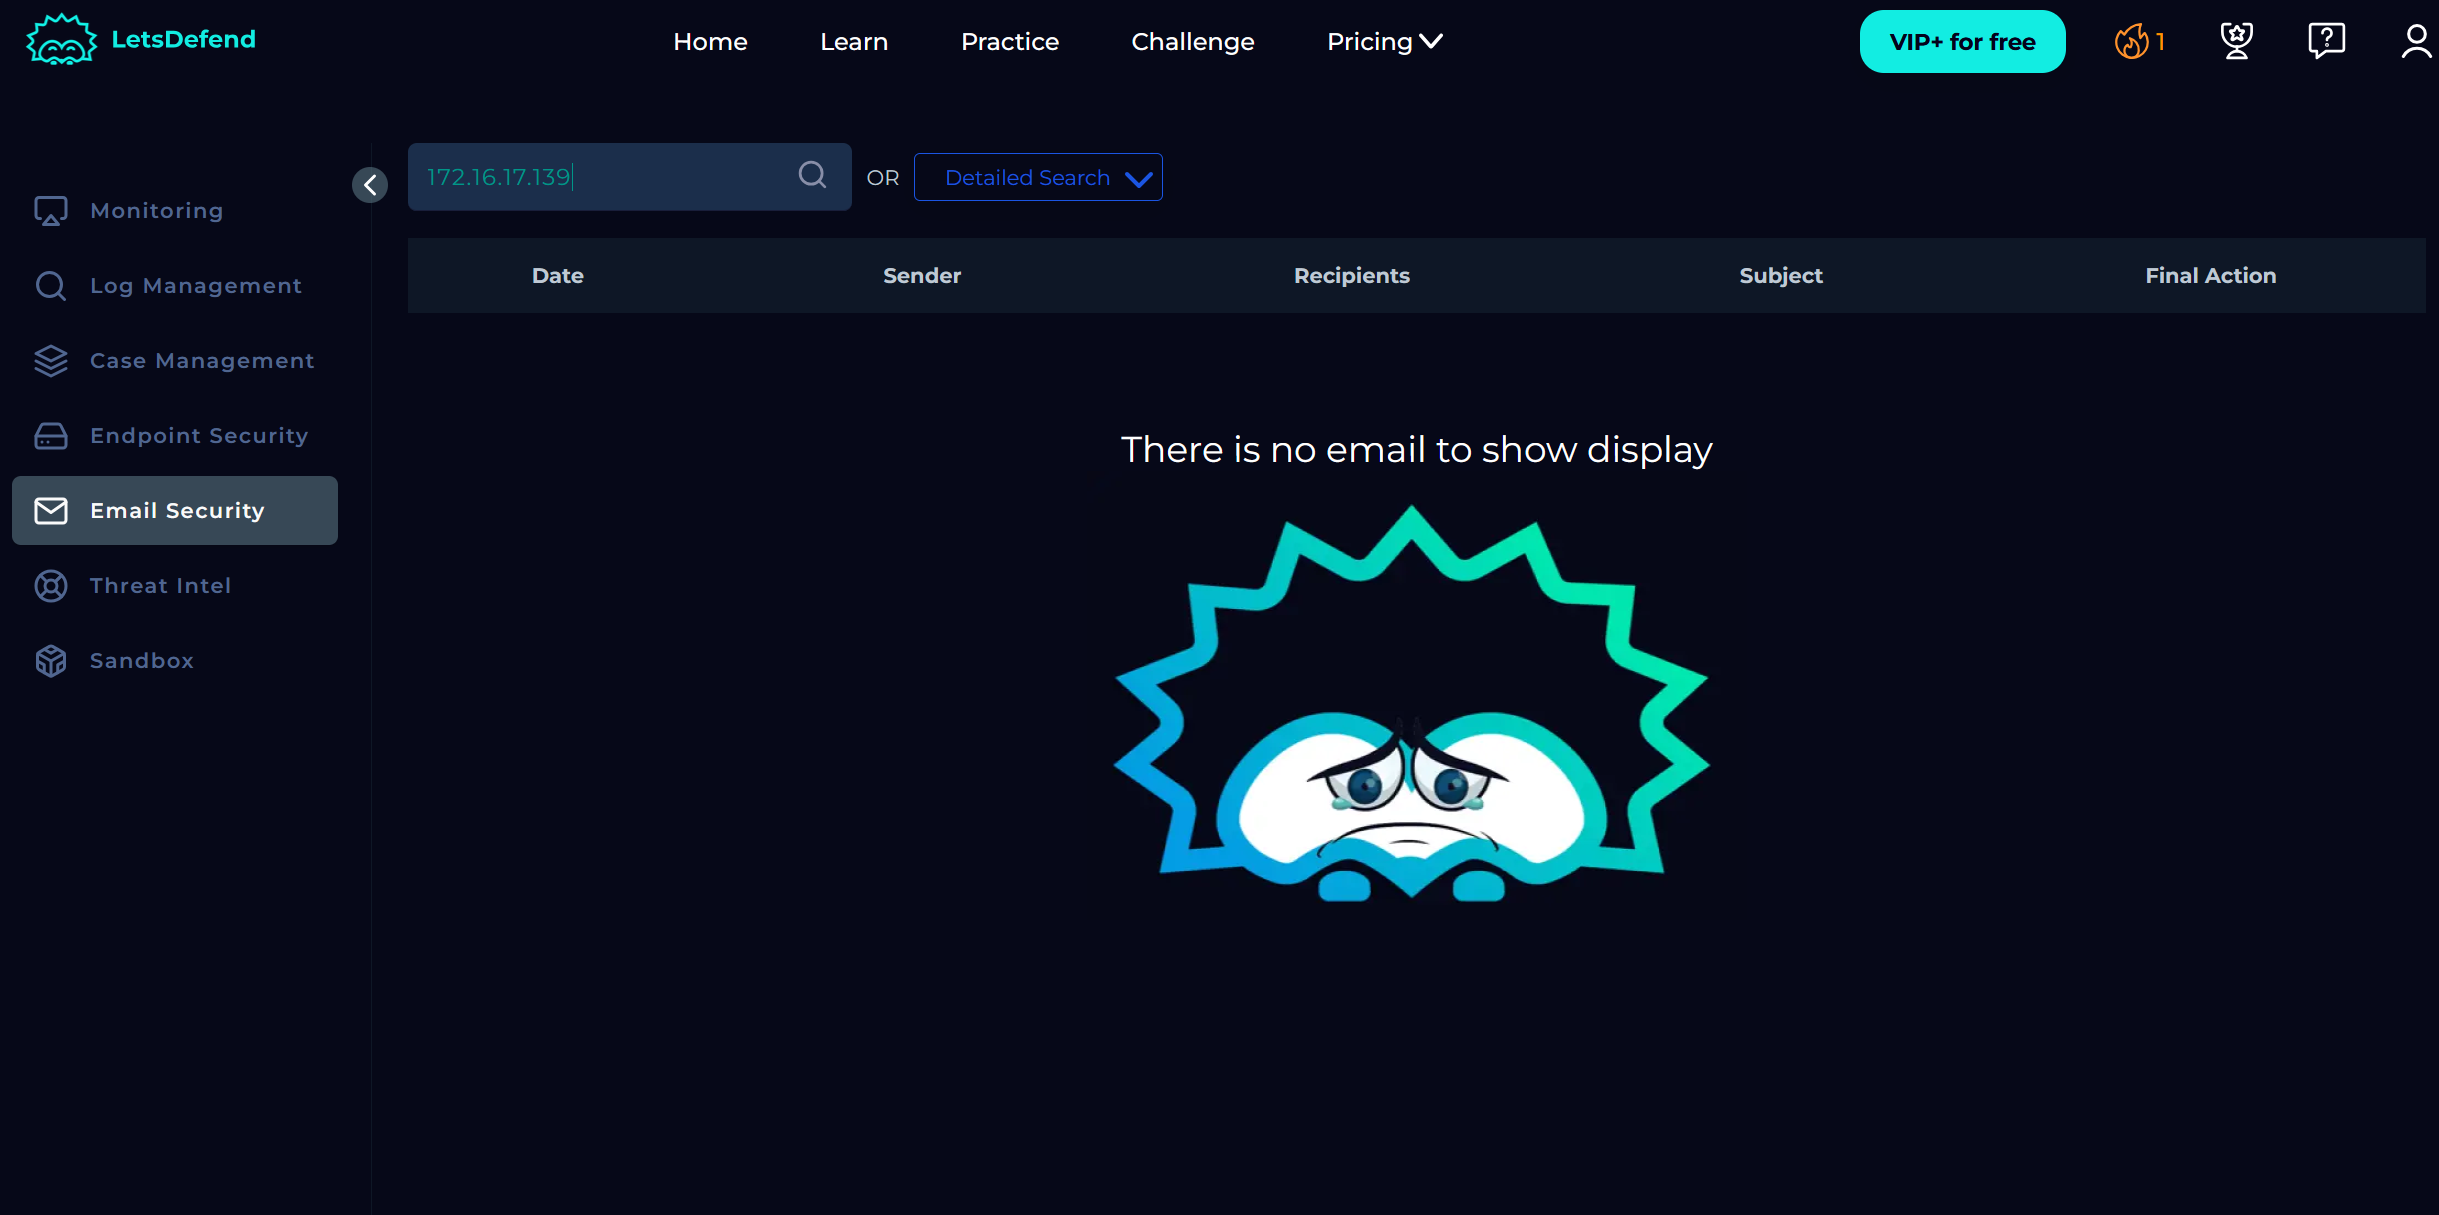 LetsDefend
Home Learn Practice Challenge Pricing
VIP+ for free
1
172.16.17.139
OR
Detailed Search
Monitoring
Log Management
Case Management
Endpoint Security
Email Security
Threat Intel
Sandbox
Date Sender Recipients Subject Final Action
There is no email to show display